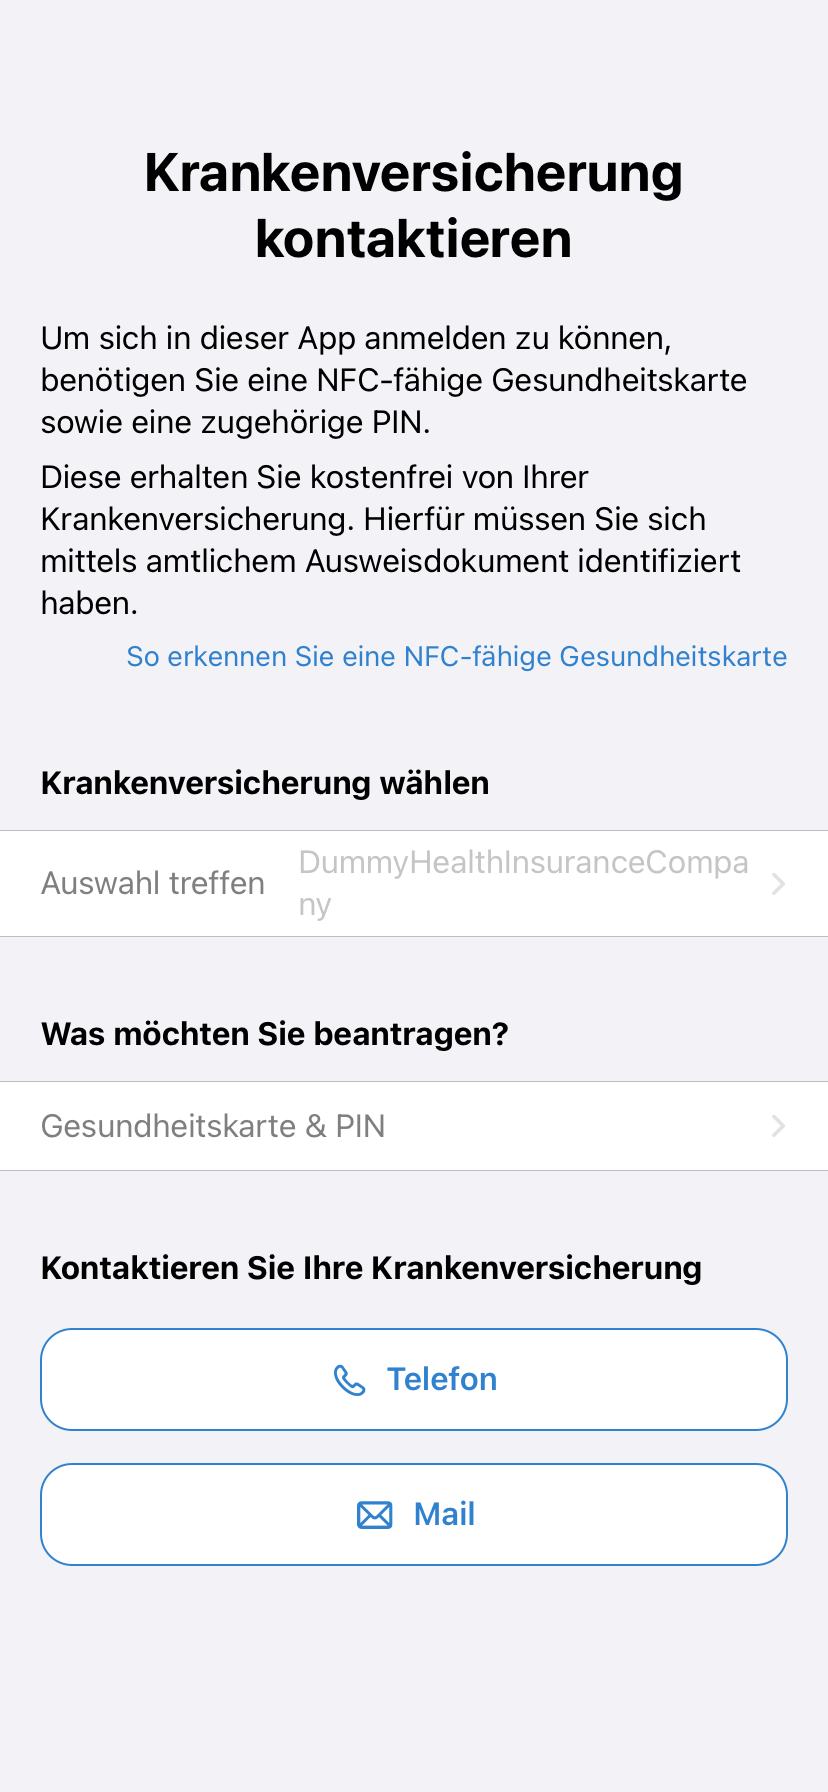 Krankenversicherung
kontaktieren
Um sich in dieser App anmelden zu können,
benötigen Sie eine NFC-fähige Gesundheitskarte
sowie eine zugehörige PIN.
Diese erhalten Sie kostenfrei von Ihrer
Krankenversicherung. Hierfür müssen Sie sich
mittels amtlichem Ausweisdokument identifiziert
haben.
So erkennen Sie eine NFC-fähige Gesundheitskarte
Krankenversicherung wählen
Auswahl treffen
DummyHealthInsuranceCompa
ny
Was möchten Sie beantragen?
Gesundheitskarte & PIN
Kontaktieren Sie Ihre Krankenversicherung
Telefon
Mail